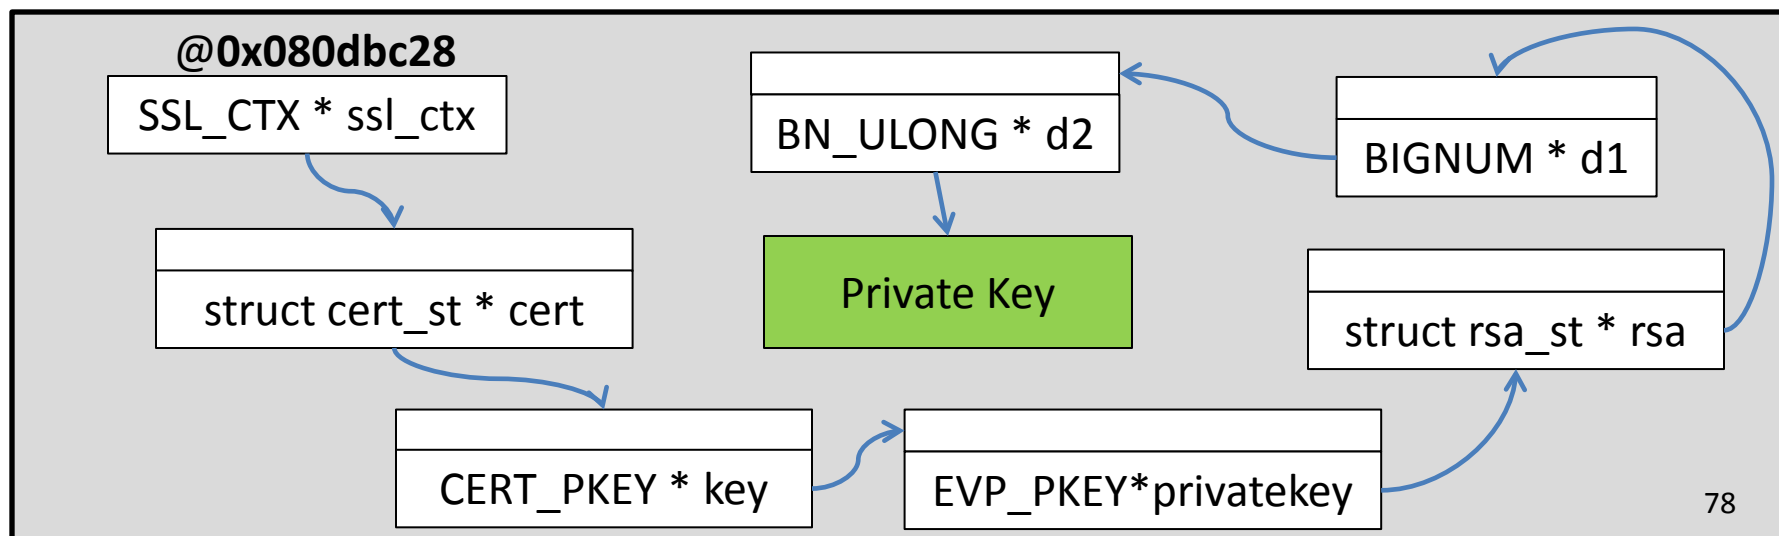 @0x080dbc28
SSL_CTX * ssl_ctx
struct cert_st * cert
CERT_PKEY * key
EVP_PKEY*privatekey
struct rsa_st * rsa
BIGNUM * d1
BN_ULONG * d2
Private Key
78